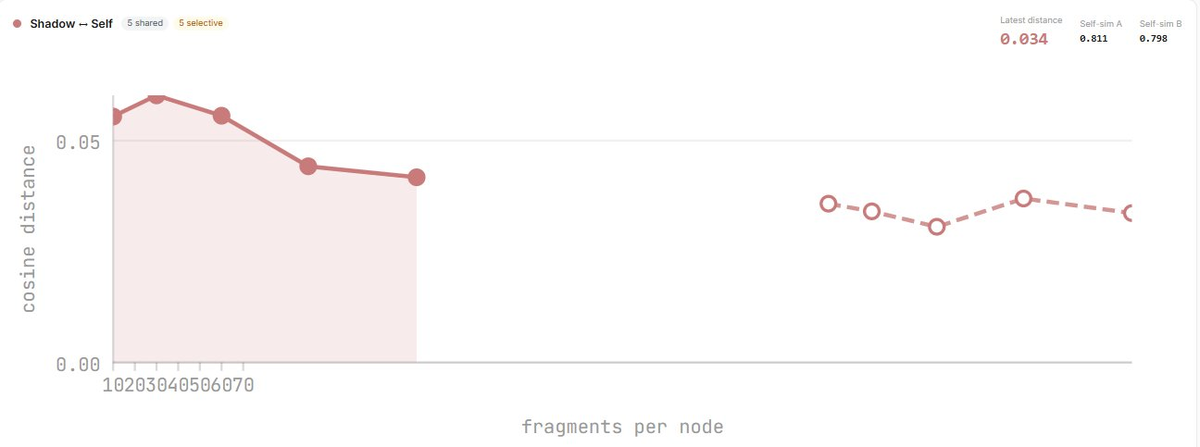 Shadow ↔ Self 5 shared 5 selective
Latest distance Self-sim A Self-sim B
0.034 0.811 0.798
cosine distance
0.05
0.00
10203040506070
fragments per node